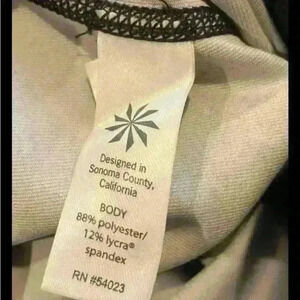 Designed in
Sonoma County,
California
BODY
88% polyester/
12% lycra®
spandex
RN #54023